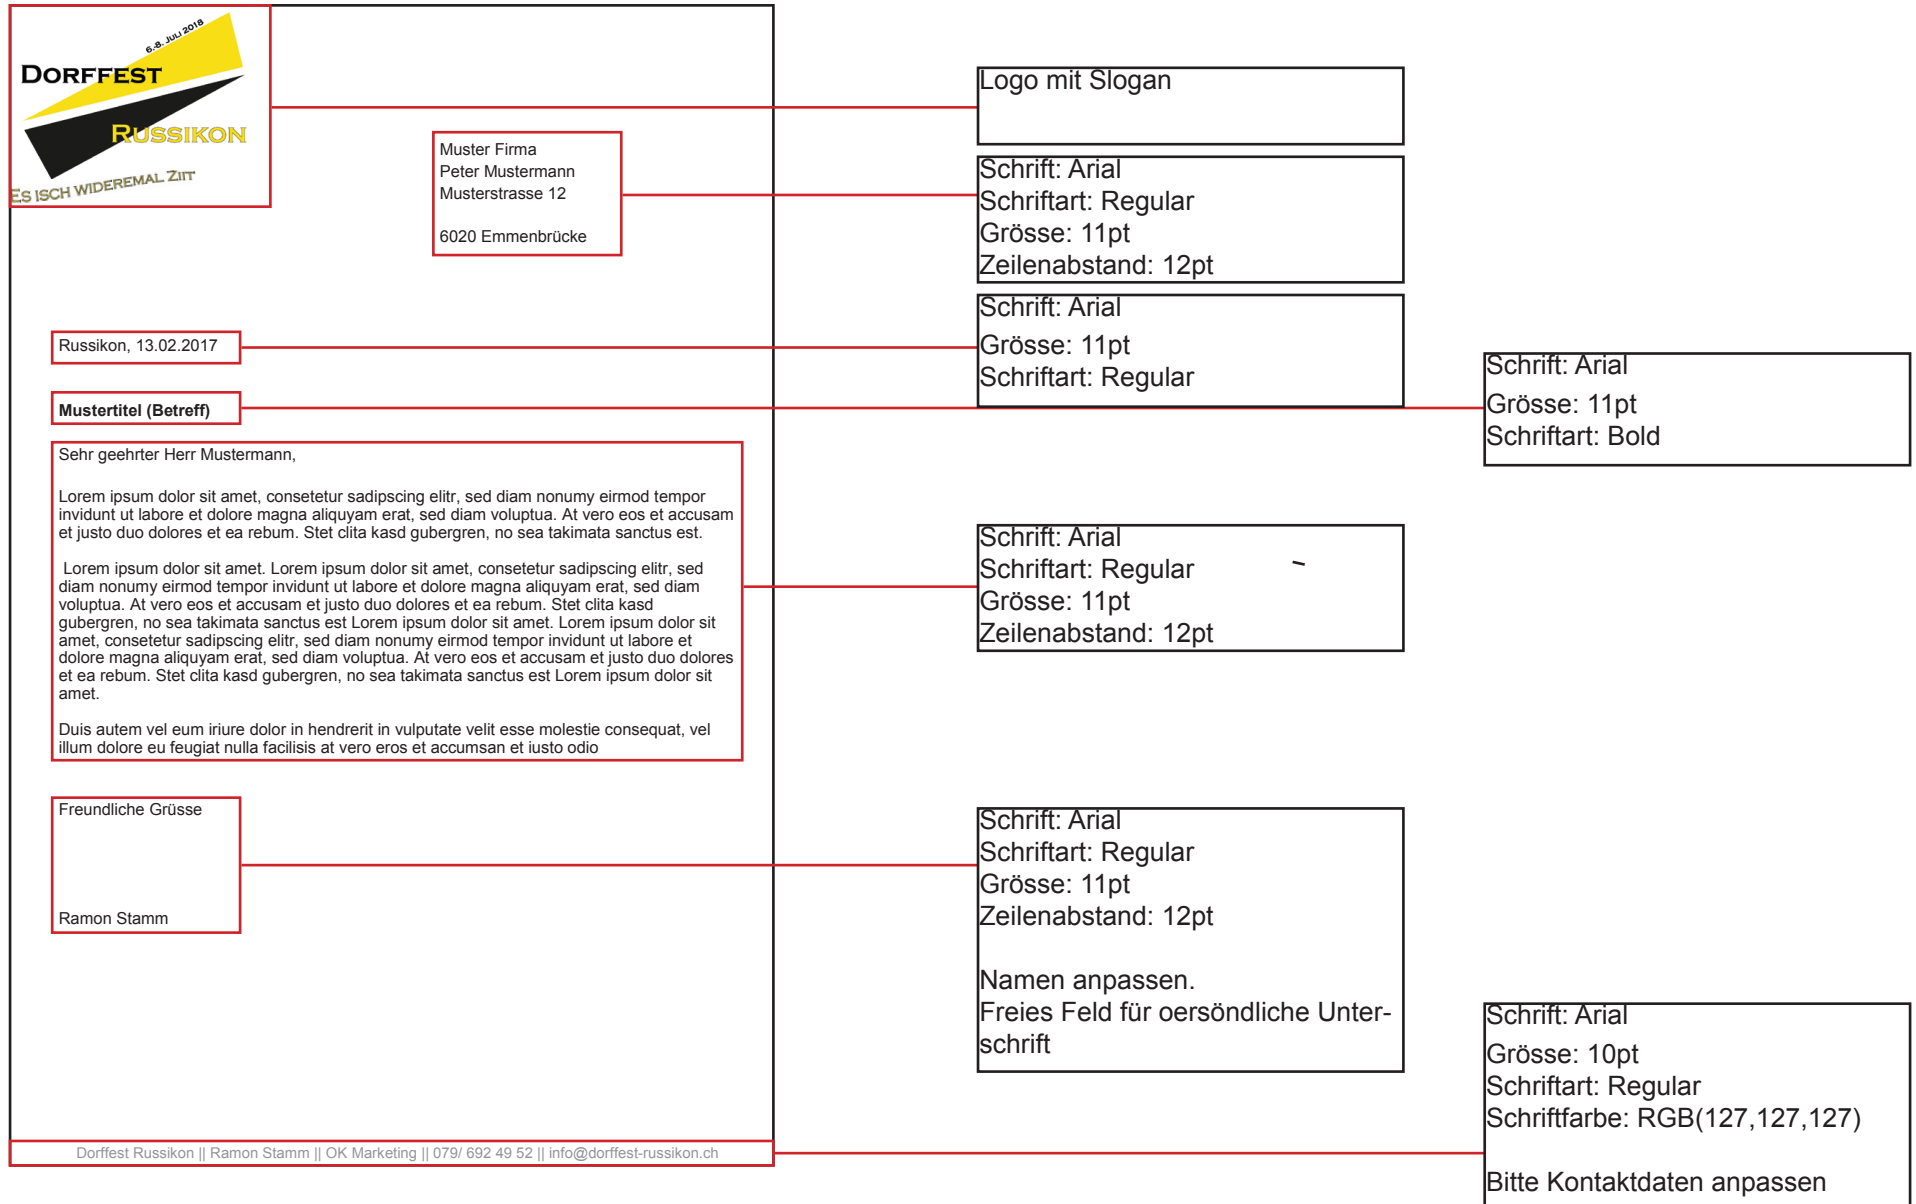 6.-8. Juli 2018
Dorffest
Russikon
Es isch wideremal Ziit
Muster Firma
Peter Mustermann
Musterstrasse 12
6020 Emmenbrücke
Russikon, 13.02.2017
Mustertitel (Betreff)
Sehr geehrter Herr Mustermann,
Lorem ipsum dolor sit amet, consetetur sadipscing elitr, sed diam nonumy eirmod tempor
invidunt ut labore et dolore magna aliquyam erat, sed diam voluptua. At vero eos et accusam
et justo duo dolores et ea rebum. Stet clita kasd gubergren, no sea takimata sanctus est.
Lorem ipsum dolor sit amet. Lorem ipsum dolor sit amet, consetetur sadipscing elitr, sed
diam nonumy eirmod tempor invidunt ut labore et dolore magna aliquyam erat, sed diam
voluptua. At vero eos et accusam et justo duo dolores et ea rebum. Stet clita kasd
gubergren, no sea takimata sanctus est Lorem ipsum dolor sit amet. Lorem ipsum dolor sit
amet, consetetur sadipscing elitr, sed diam nonumy eirmod tempor invidunt ut labore et
dolore magna aliquyam erat, sed diam voluptua. At vero eos et accusam et justo duo dolores
et ea rebum. Stet clita kasd gubergren, no sea takimata sanctus est Lorem ipsum dolor sit
amet.
Duis autem vel eum iriure dolor in hendrerit in vulputate velit esse molestie consequat, vel
illum dolore eu feugiat nulla facilisis at vero eros et accumsan et iusto odio
Freundliche Grüsse
Ramon Stamm
Dorffest Russikon || Ramon Stamm || OK Marketing || 079/ 692 49 52 || info@dorffest-russikon.ch
Logo mit Slogan
Schrift: Arial
Schriftart: Regular
Grösse: 11pt
Zeilenabstand: 12pt
Schrift: Arial
Grösse: 11pt
Schriftart: Regular
Schrift: Arial
Grösse: 11pt
Schriftart: Bold
Schrift: Arial
Schriftart: Regular
Grösse: 11pt
Zeilenabstand: 12pt
Schrift: Arial
Schriftart: Regular
Grösse: 11pt
Zeilenabstand: 12pt
Namen anpassen.
Freies Feld für oersöndliche Unter-
schrift
Schrift: Arial
Grösse: 10pt
Schriftart: Regular
Schriftfarbe: RGB(127,127,127)
Bitte Kontaktdaten anpassen